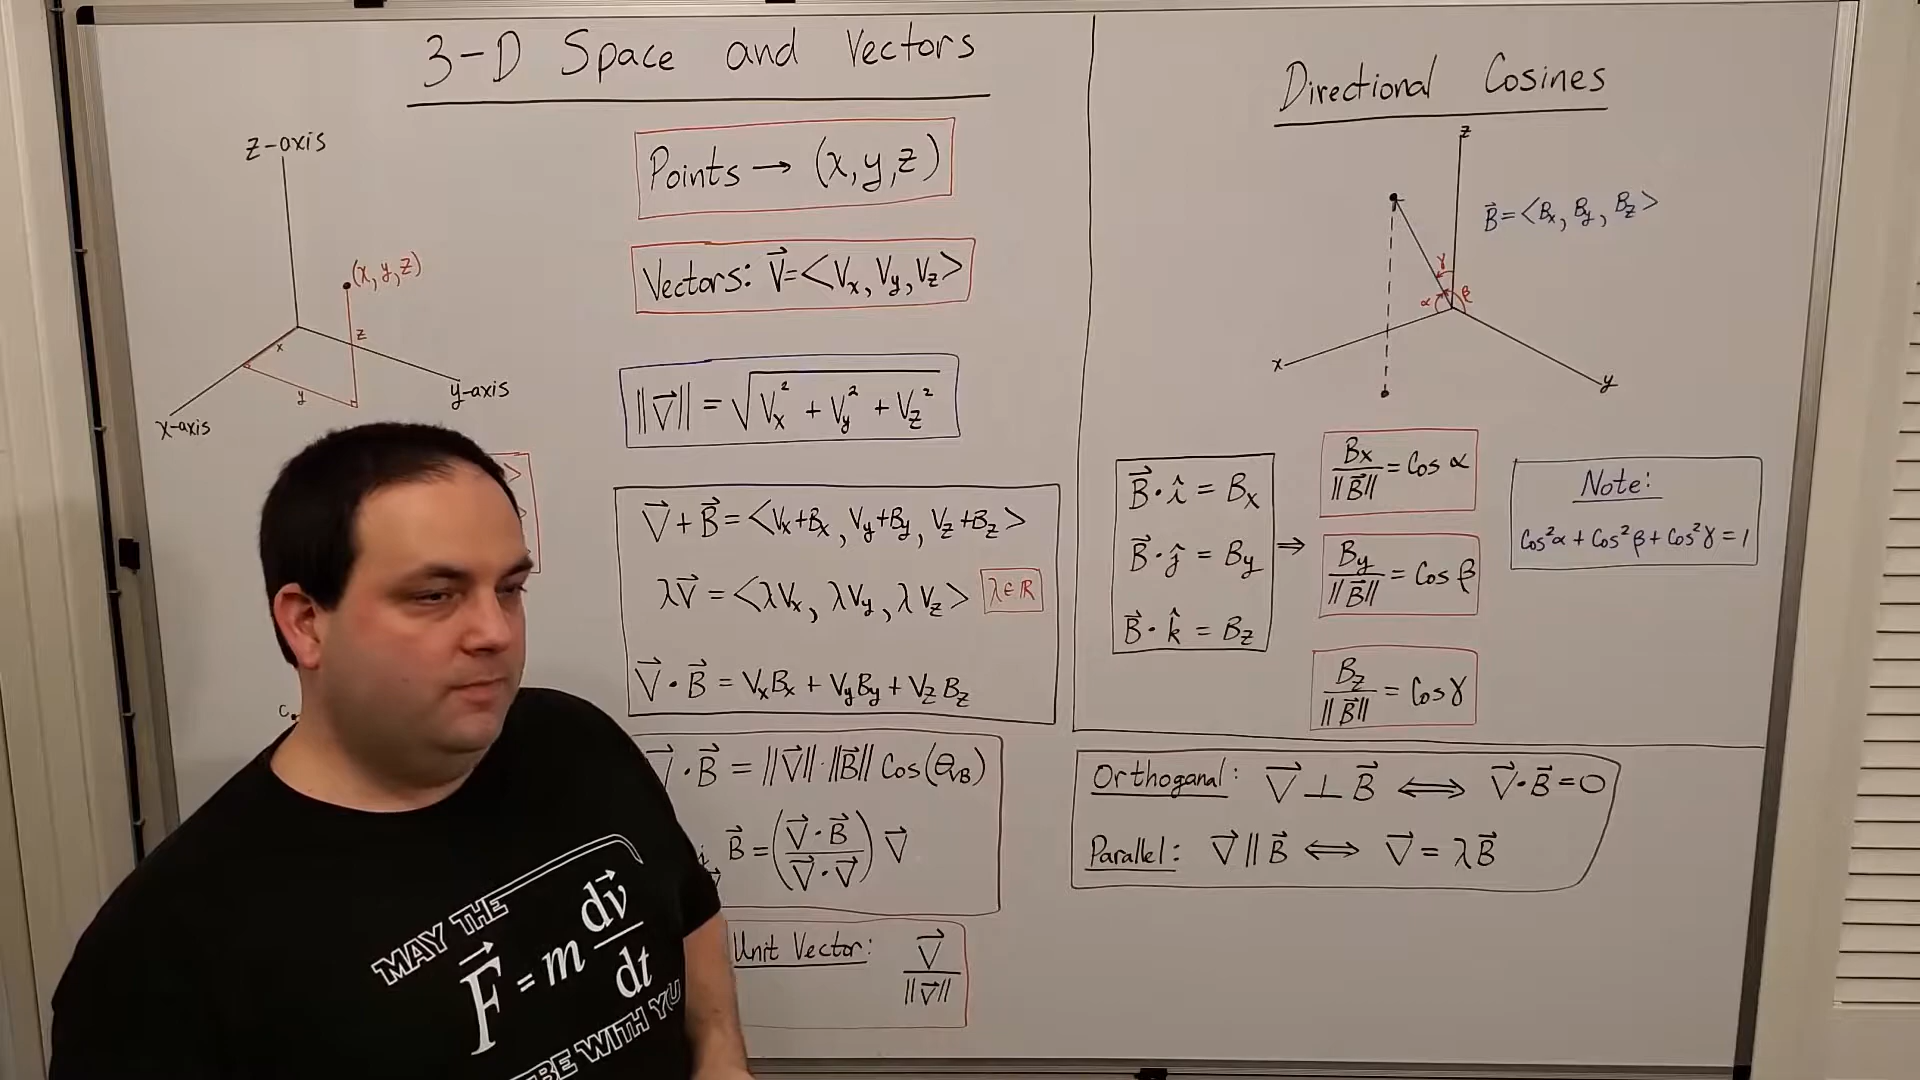 3-D Space and Vectors
z-axis
(x, y, z)
z
x
y
y-axis
x-axis
Points → (x, y, z)
Vectors: V⃗ = <Vx, Vy, Vz>
||V⃗|| = √(Vx² + Vy² + Vz²)
V⃗ + B⃗ = <Vx+Bx, Vy+By, Vz+Bz>
λV⃗ = <λVx, λVy, λVz> λ∈ℝ
V⃗ · B⃗ = VxBx + VyBy + VzBz
· B⃗ = ||V⃗|| · ||B⃗|| Cos(θVB)
B⃗ = (V⃗ · B⃗ / V⃗ · V⃗) V⃗
Unit Vector: V⃗ / ||V⃗||
Directional Cosines
z
B⃗ = <Bx, By, Bz>
γ
α β
x
y
B⃗ · î = Bx
B⃗ · ĵ = By
B⃗ · k̂ = Bz
⇒
Bx / ||B⃗|| = Cos α
By / ||B⃗|| = Cos β
Bz / ||B⃗|| = Cos γ
Note:
Cos²α + Cos²β + Cos²γ = 1
Orthoganal: V⃗ ⊥ B⃗ ⟺ V⃗ · B⃗ = 0
Parallel: V⃗ || B⃗ ⟺ V⃗ = λB⃗
MAY THE
F⃗ = m dv⃗/dt
BE WITH YOU